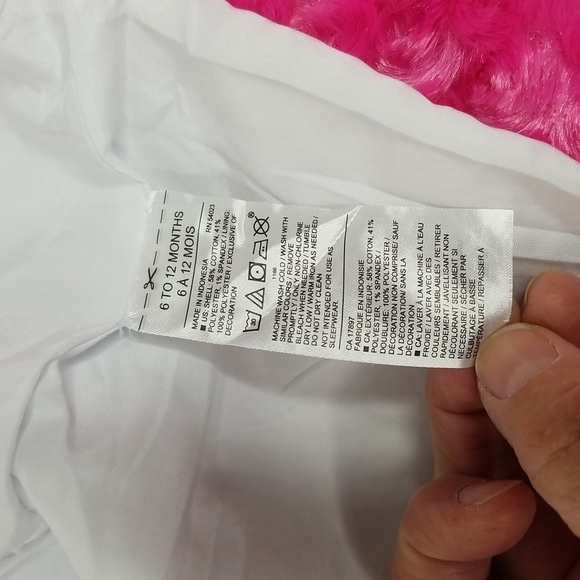 6 TO 12 MONTHS
6 À 12 MOIS
RN 54023
MADE IN INDONESIA
■ US: SHELL: 58% COTTON, 41%
POLYESTER, 1% SPANDEX / LINING:
100% POLYESTER / EXCLUSIVE OF
DECORATION
®
1166
MACHINE WASH COLD / WASH WITH
SIMILAR COLORS / REMOVE
PROMPTLY / ONLY NON-CHLORINE
BLEACH WHEN NEEDED / TUMBLE
DRY LOW / WARM IRON AS NEEDED /
DO NOT DRY CLEAN
NOT INTENDED FOR USE AS
SLEEPWEAR.
CA 17897
FABRIQUÉ EN INDONÉSIE
■ CA: EXTÉRIEUR: 58% COTON, 41%
POLYESTER, 1% SPANDEX /
DOUBLURE: 100% POLYESTER /
DÉCORATION NON COMPRISE / SAUF
LA DÉCORATION SANS LA
DÉCORATION
■ CA: LAVER À LA MACHINE À L'EAU
FROIDE / LAVER AVEC DES
COULEURS SEMBLABLES / RETIRER
RAPIDEMENT / JAVELLISANT NON
DÉCOLORANT SEULEMENT SI
NÉCESSAIRE / SÉCHER PAR
CULBUTAGE À BASSE
TEMPÉRATURE / REPASSER À